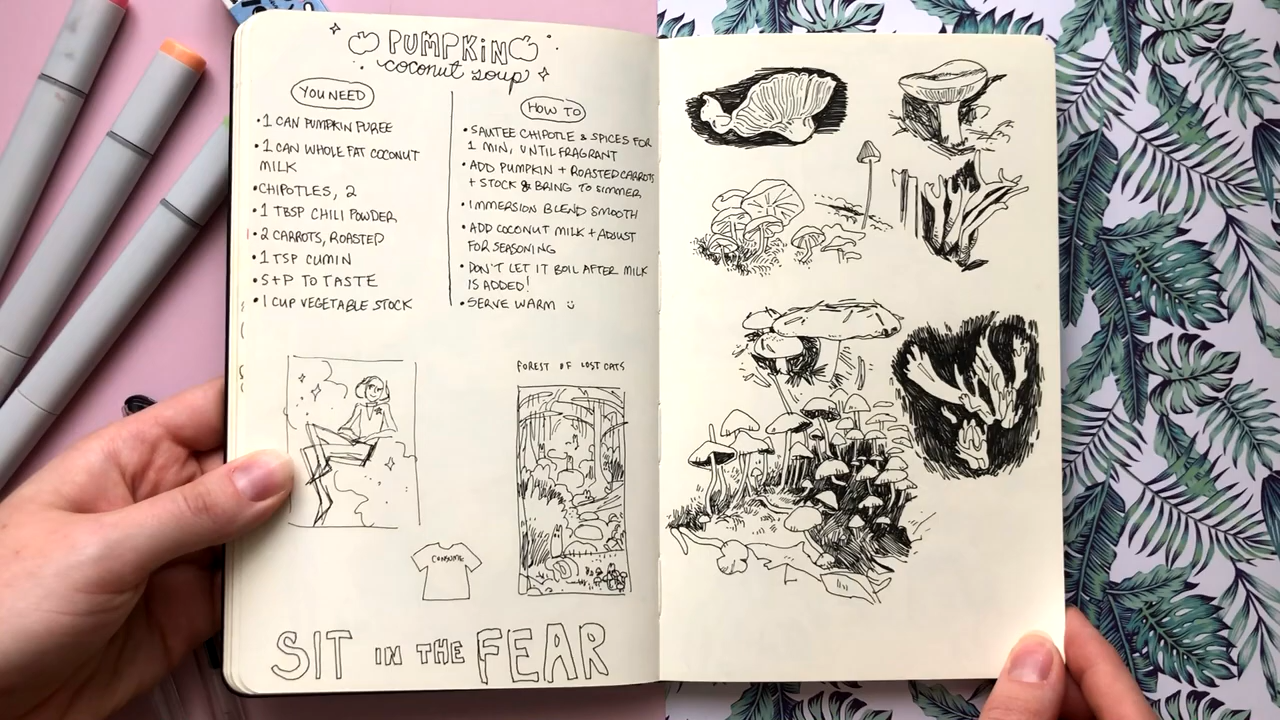 PUMPKIN
coconut soup
YOU NEED
•1 CAN PUMPKIN PUREE
•1 CAN WHOLE FAT COCONUT
MILK
•CHIPOTLES, 2
•1 TBSP CHILI POWDER
•2 CARROTS, ROASTED
•1 TSP CUMIN
•S+P TO TASTE
•1 CUP VEGETABLE STOCK
HOW TO
•SAUTEE CHIPOTLE & SPICES FOR
1 MIN, UNTIL FRAGRANT
•ADD PUMPKIN + ROASTED CARROTS
+ STOCK & BRING TO SIMMER
•IMMERSION BLEND SMOOTH
•ADD COCONUT MILK + ADJUST
FOR SEASONING
•DON'T LET IT BOIL AFTER MILK
IS ADDED!
•SERVE WARM
FOREST OF LOST CATS
CONSUME
SIT IN THE FEAR